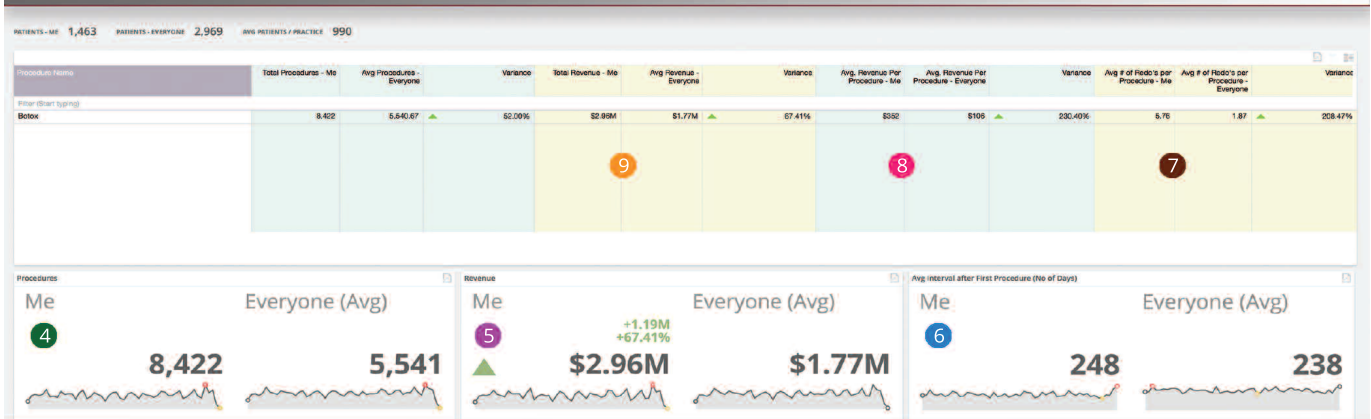 PATIENTS - ME 1,463 PATIENTS - EVERYONE 2,969 AVG PATIENTS / PRACTICE 990
Procedure Name Total Procedures - Me Avg Procedures - Everyone Variance Total Revenue - Me Avg Revenue - Everyone Variance Avg. Revenue Per Procedure - Me Avg. Revenue Per Procedure - Everyone Variance Avg # of Redo's per Procedure - Me Avg # of Redo's per Procedure - Everyone Variance
Filter (Start typing)
Botox 8,422 5,540.67 52.00% $2.96M $1.77M 67.41% $352 $106 230.40% 5.76 1.87 208.47%
9 8 7
Procedures Revenue Avg Interval after First Procedure (No of Days)
Me Everyone (Avg) Me Everyone (Avg) Me Everyone (Avg)
4 5 +1.19M 6
+67.41%
8,422 5,541 $2.96M $1.77M 248 238